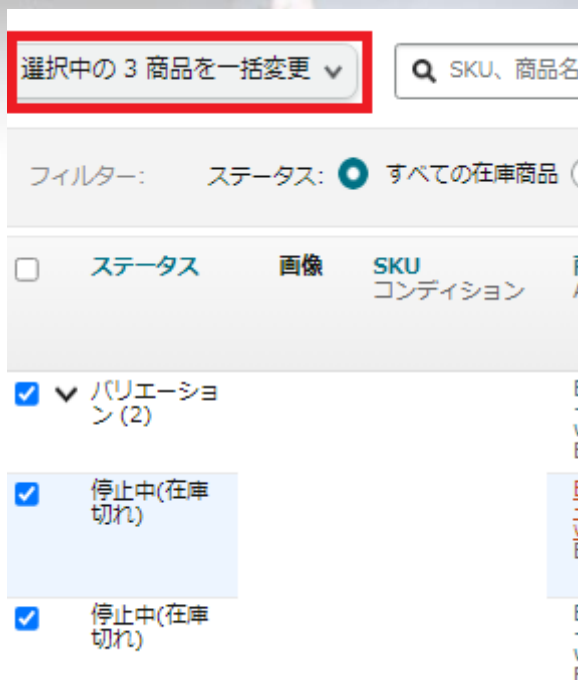 選択中の 3 商品を一括変更
SKU、商品名
フィルター: ステータス: すべての在庫商品
ステータス 画像 SKU
コンディション
バリエーショ
ン (2)
停止中(在庫
切れ)
停止中(在庫
切れ)